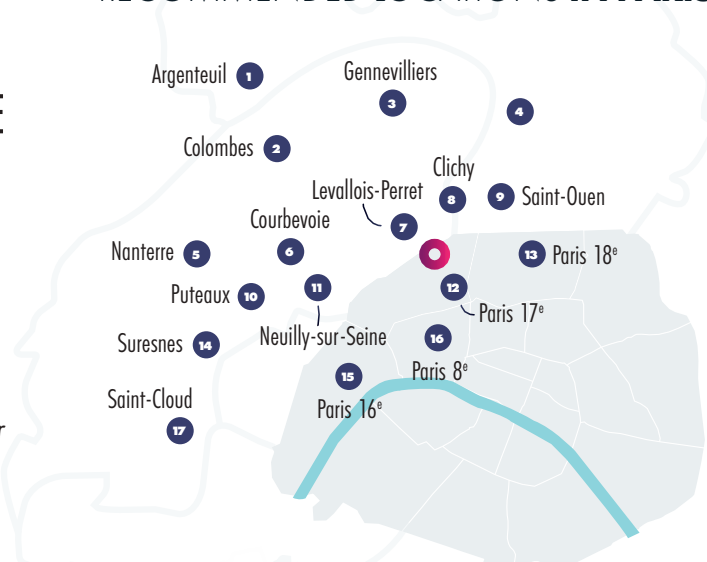 Argenteuil 1
Gennevilliers
3
4
Colombes 2
Clichy
Levallois-Perret
8
9 Saint-Ouen
Courbevoie
7
Nanterre 5
6
13 Paris 18e
Puteaux 10
11
12
Paris 17e
Neuilly-sur-Seine
16
Suresnes 14
Paris 8e
15
Saint-Cloud
Paris 16e
17